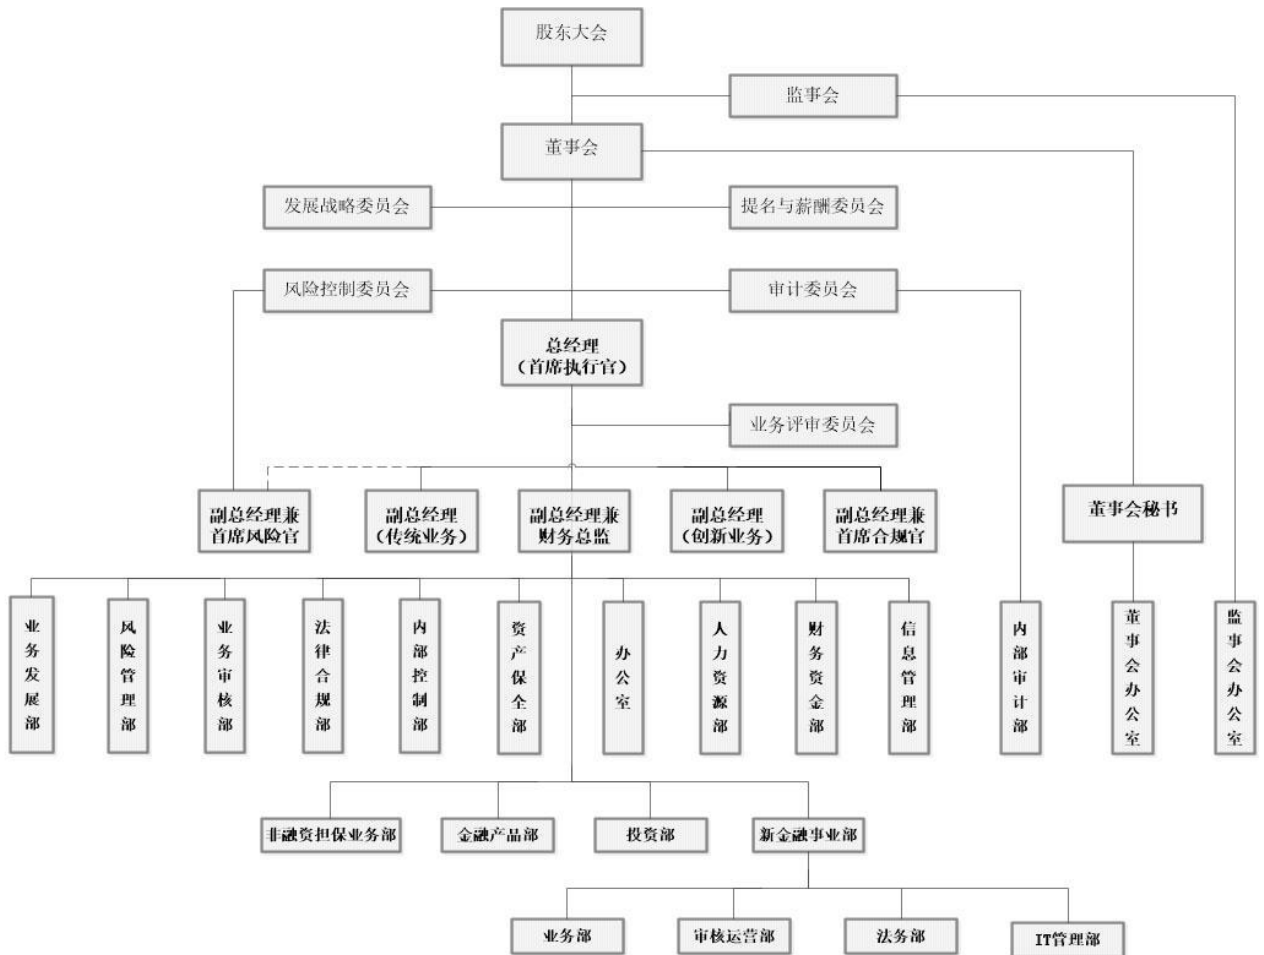 股东大会
监事会
董事会
发展战略委员会
提名与薪酬委员会
风险控制委员会
审计委员会
总经理
（首席执行官）
业务评审委员会
副总经理兼
首席风险官
副总经理
（传统业务）
副总经理兼
财务总监
副总经理
（创新业务）
副总经理兼
首席合规官
董事会秘书
业务发展部
风险管理部
业务审核部
法律合规部
内部控制部
资产保全部
办公室
人力资源部
财务资金部
信息管理部
内部审计部
董事会办公室
监事会办公室
非融资担保业务部
金融产品部
投资部
新金融事业部
业务部
审核运营部
法务部
IT管理部